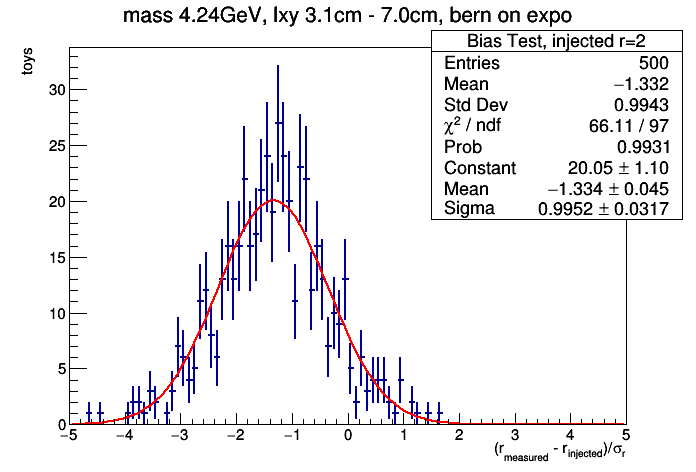 mass 4.24GeV, lxy 3.1cm - 7.0cm, bern on expo
Bias Test, injected r=2
Entries 500
Mean −1.332
Std Dev 0.9943
χ² / ndf 66.11 / 97
Prob 0.9931
Constant 20.05 ± 1.10
Mean −1.334 ± 0.045
Sigma 0.9952 ± 0.0317
toys
30
25
20
15
10
5
0
−5 −4 −3 −2 −1 0 1 2 3 4 5
(r_measured - r_injected)/σ_r